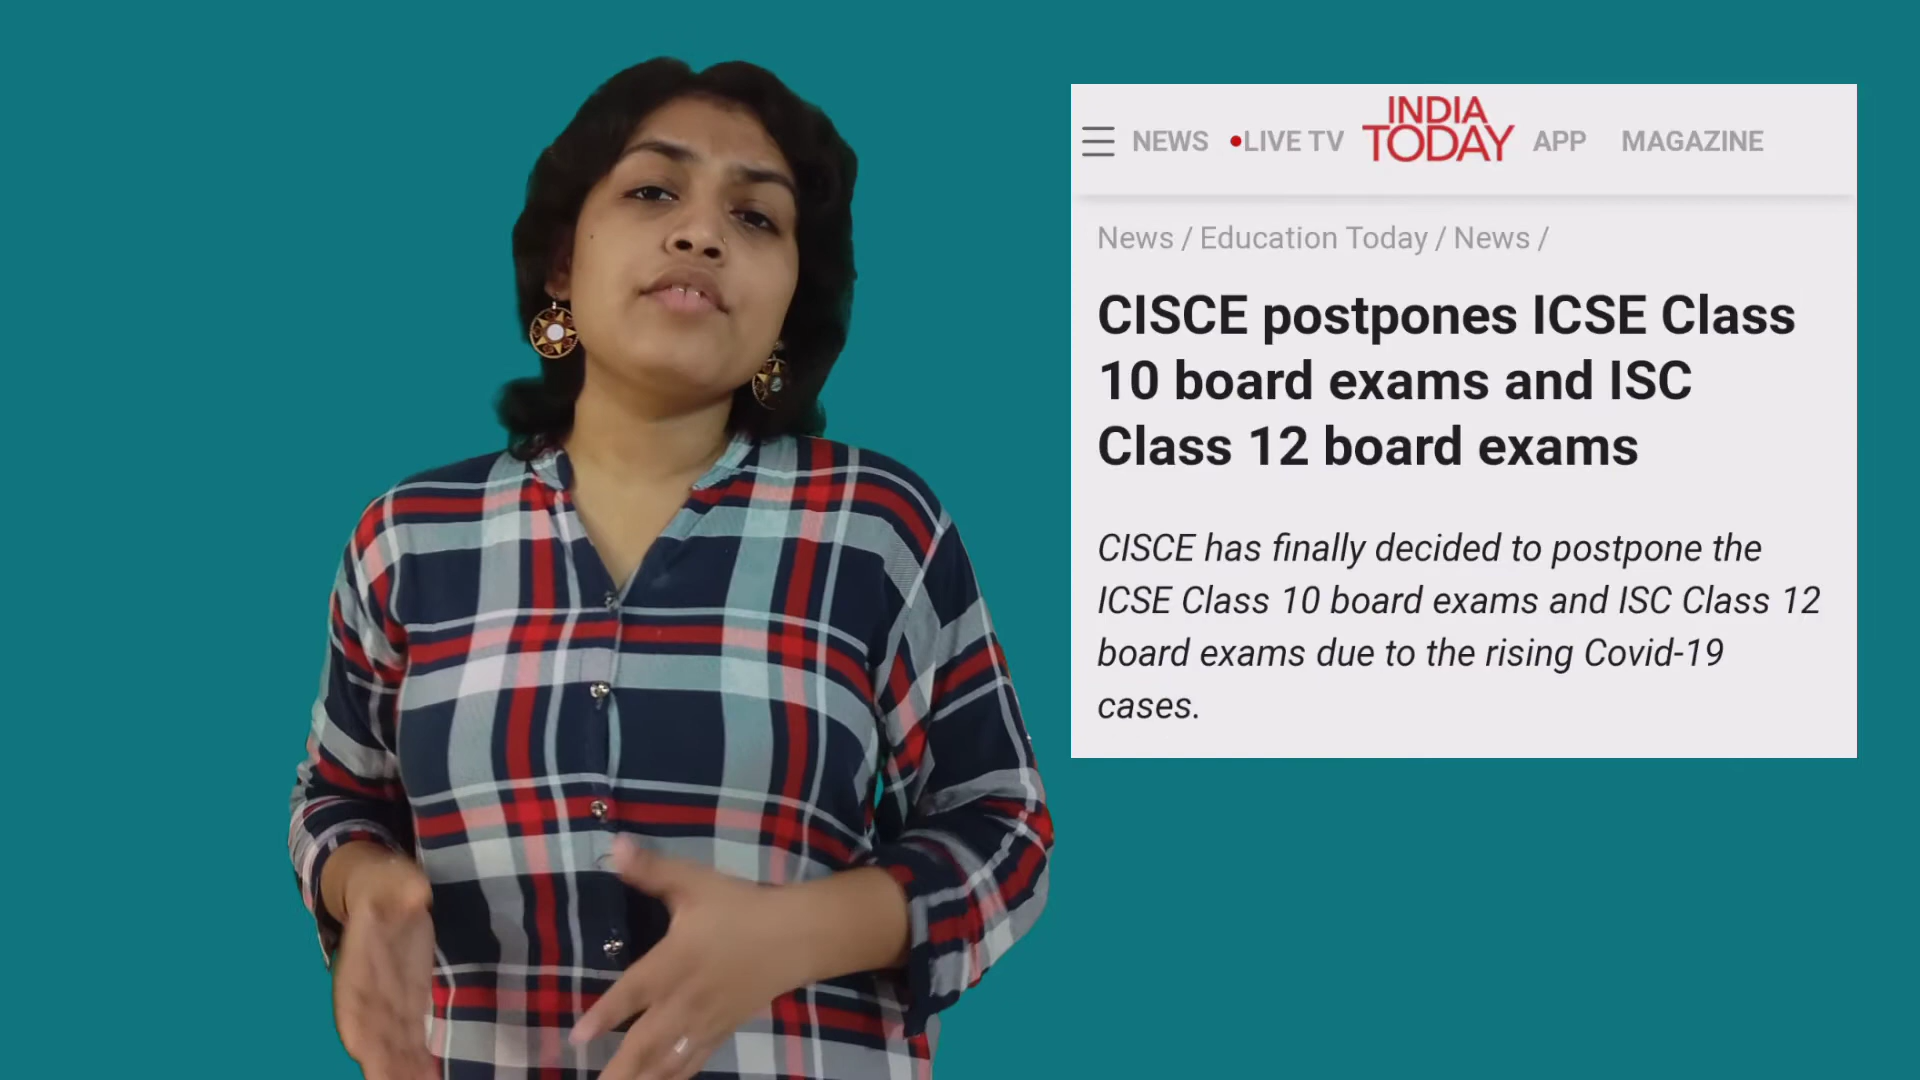 NEWS LIVE TV INDIA TODAY APP MAGAZINE
News / Education Today / News /
CISCE postpones ICSE Class
10 board exams and ISC
Class 12 board exams
CISCE has finally decided to postpone the
ICSE Class 10 board exams and ISC Class 12
board exams due to the rising Covid-19
cases.